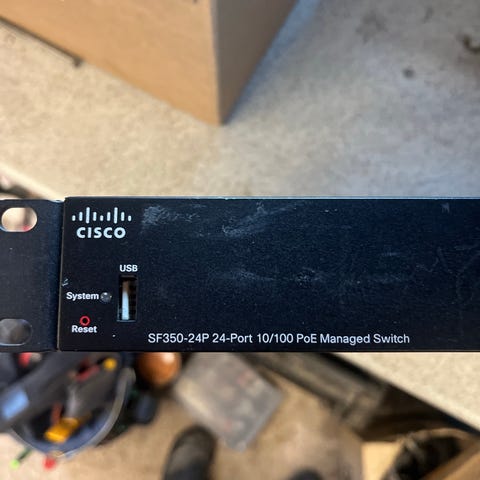 CISCO
USB
System
Reset
SF350-24P 24-Port 10/100 PoE Managed Switch